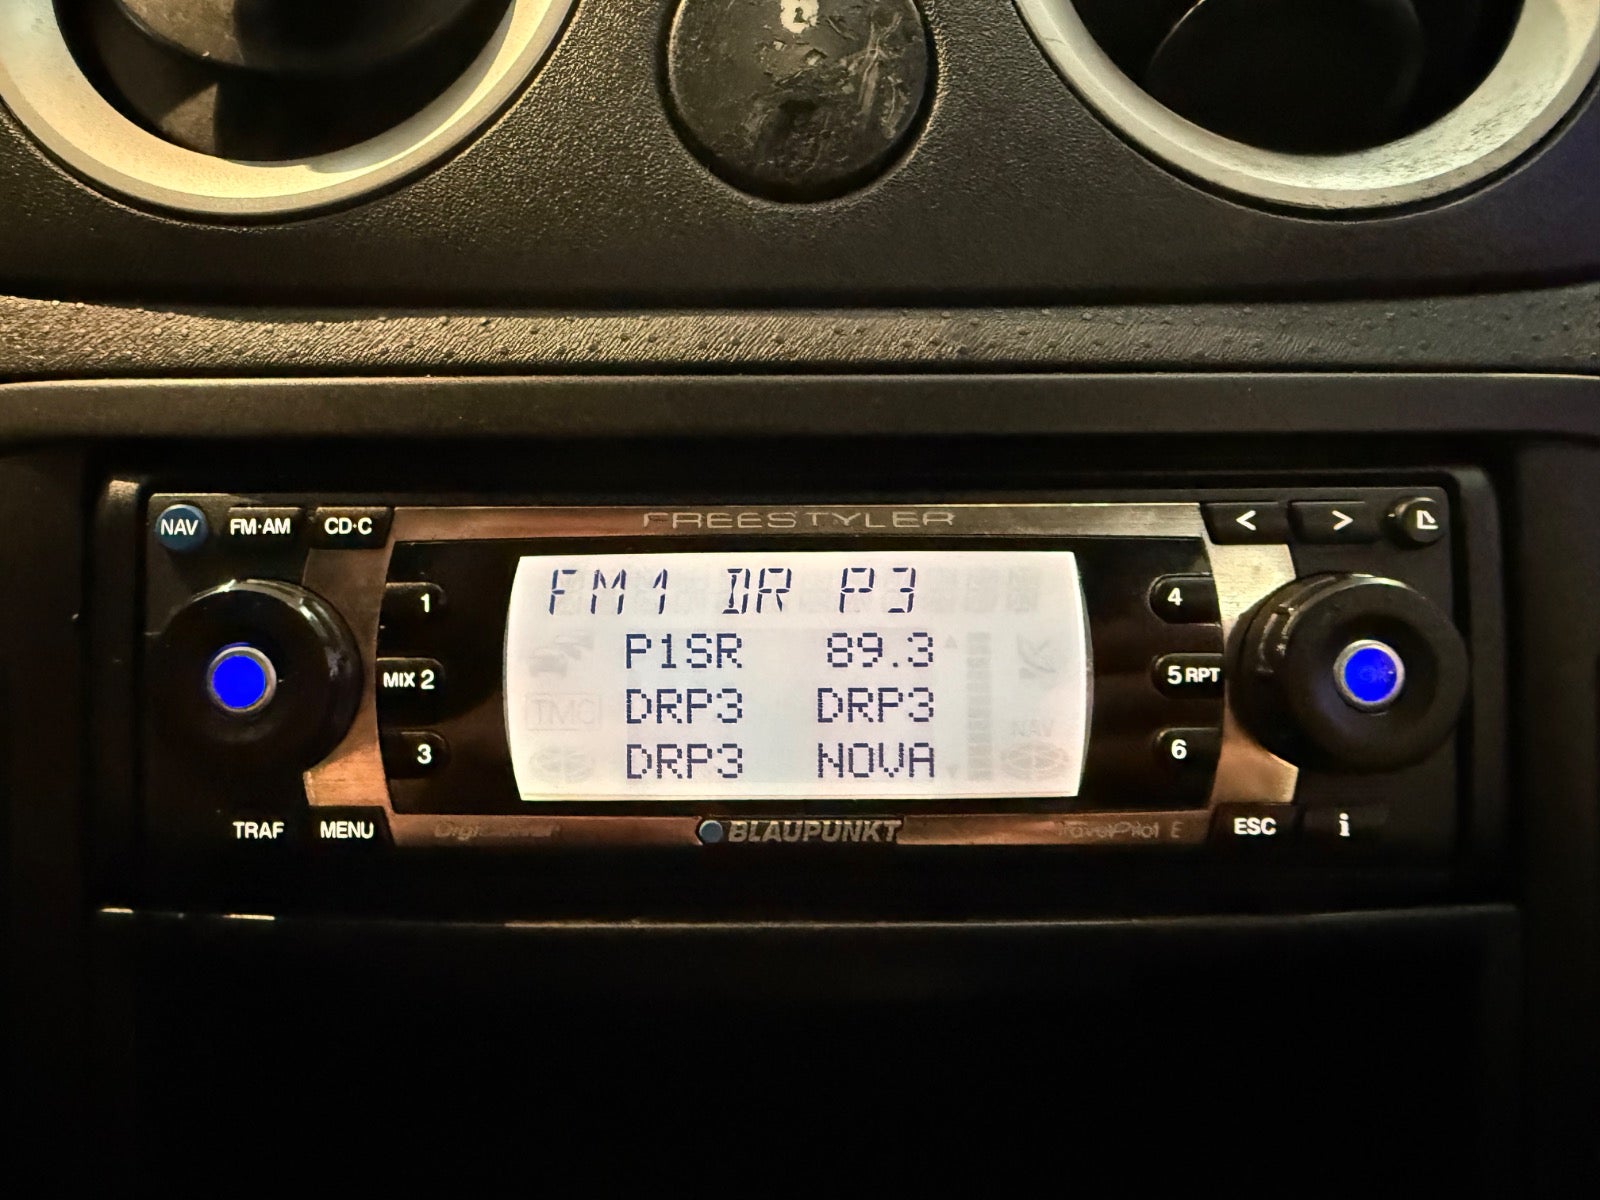 NAV FM·AM CD·C FREESTYLER < >
FM1 DR P3
1 P1SR 89.3 4
MIX 2 DRP3 DRP3 5 RPT
3 DRP3 NOVA 6
TMC NAV
TRAF MENU BLAUPUNKT TravelPilot E ESC i